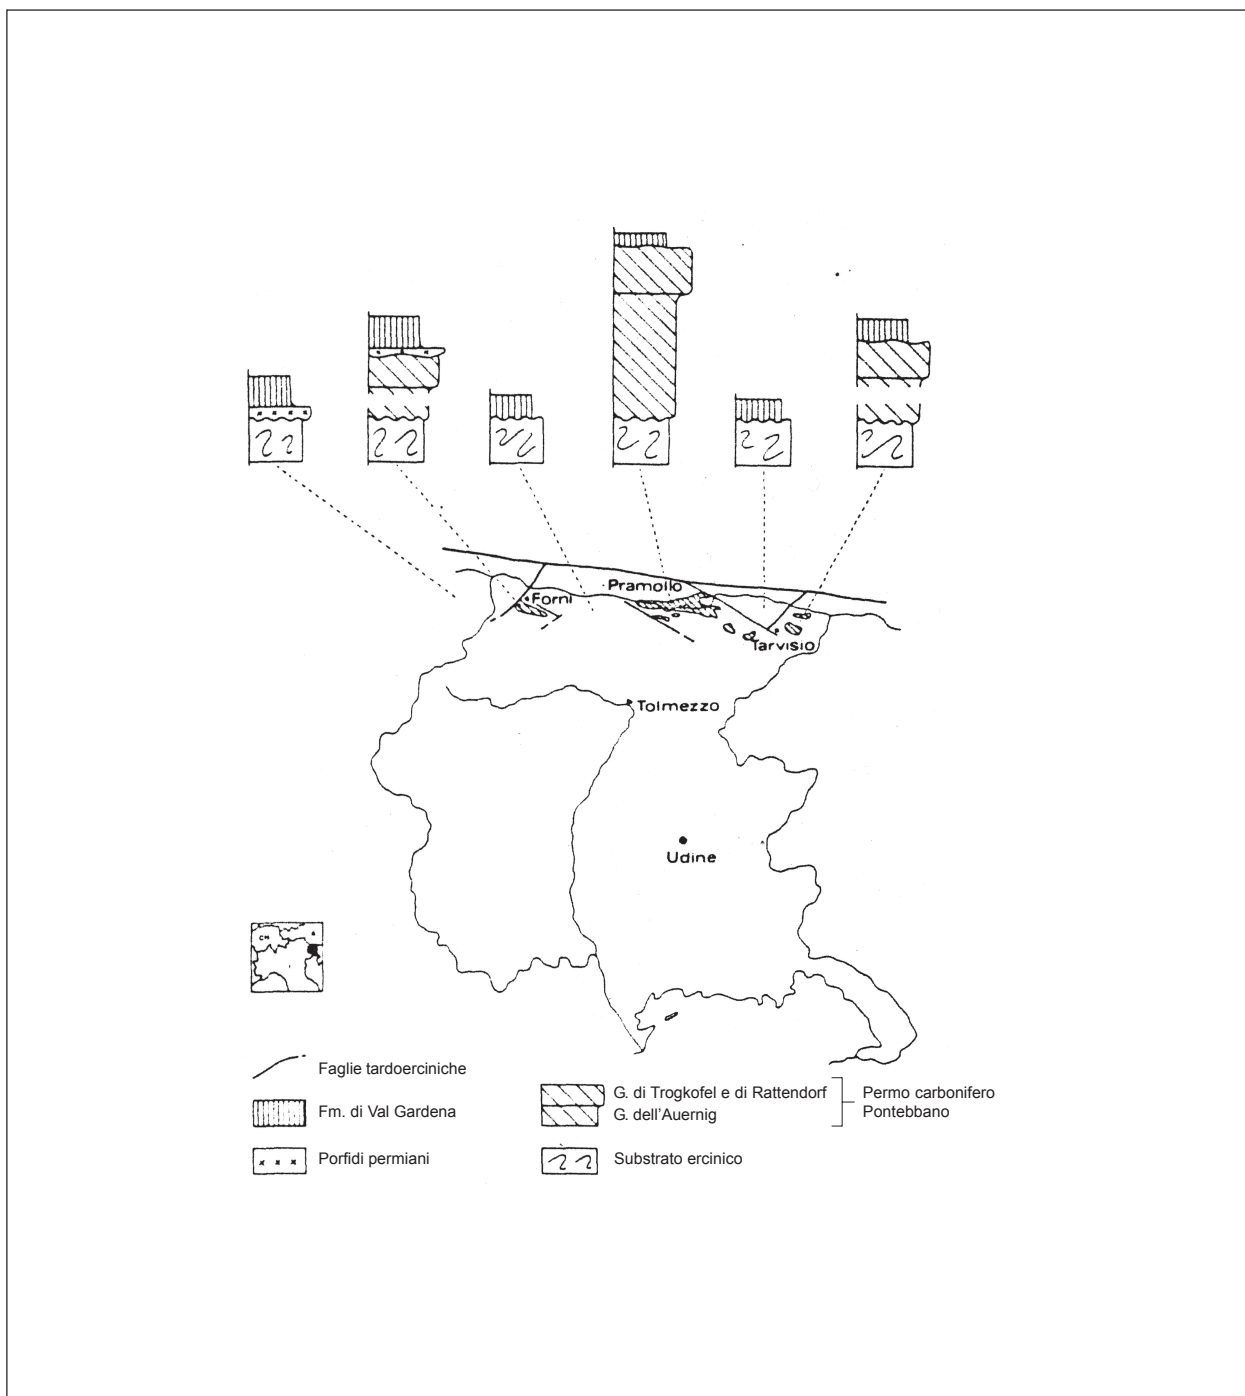 Pramollo
Forni
Tarvisio
Tolmezzo
Udine
CH
A
Faglie tardoerciniche
Fm. di Val Gardena
Porfidi permiani
G. di Trogkofel e di Rattendorf
G. dell'Auernig
Permo carbonifero
Pontebbano
Substrato ercinico